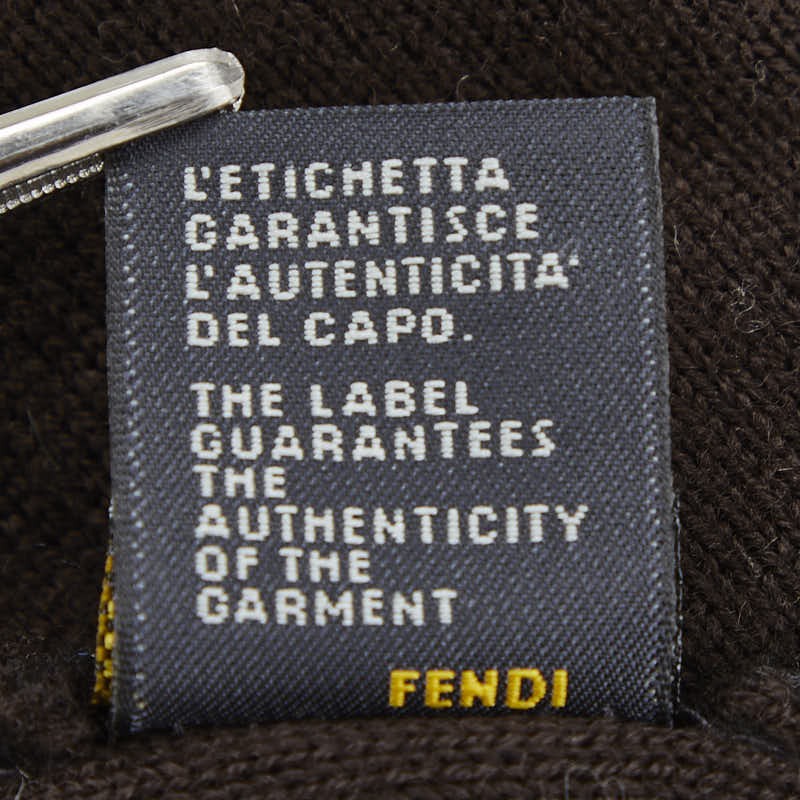 L'ETICHETTA
GARANTISCE
L'AUTENTICITA'
DEL CAPO.
THE LABEL
GUARANTEES
THE
AUTHENTICITY
OF THE
GARMENT
FENDI